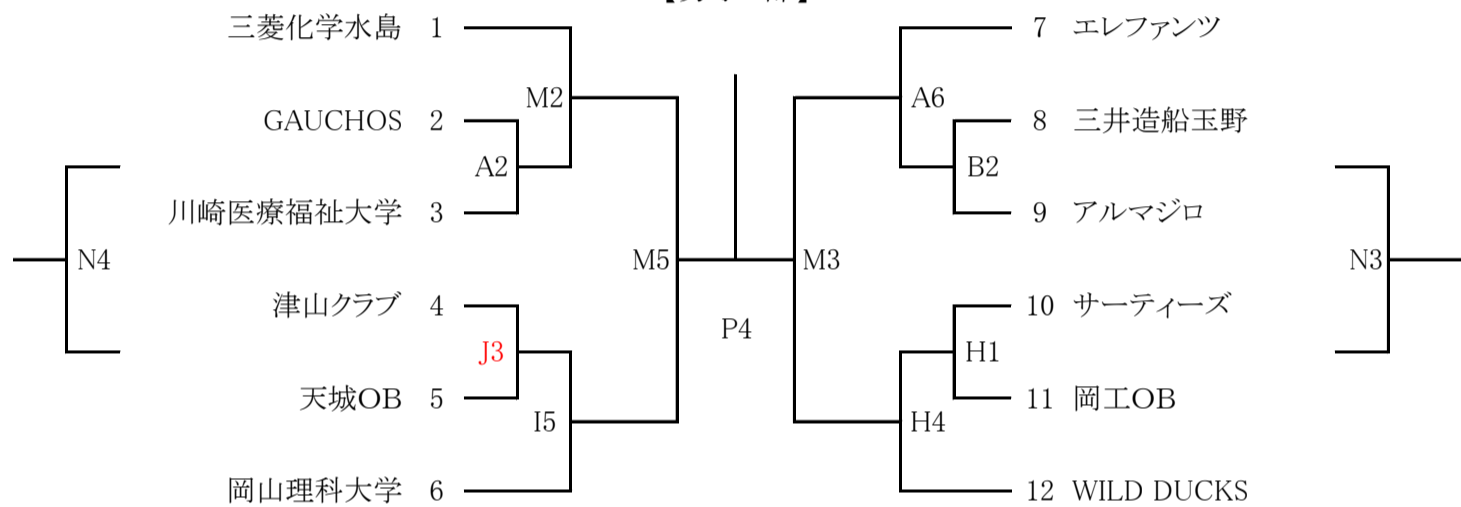 三菱化学水島 1
M2
GAUCHOS 2
A2
川崎医療福祉大学 3
N4
M5
津山クラブ 4
J3
天城OB 5
I5
岡山理科大学 6
P4
7 エレファンツ
A6
8 三井造船玉野
B2
9 アルマジロ
M3
N3
10 サーティーズ
H1
11 岡工OB
H4
12 WILD DUCKS